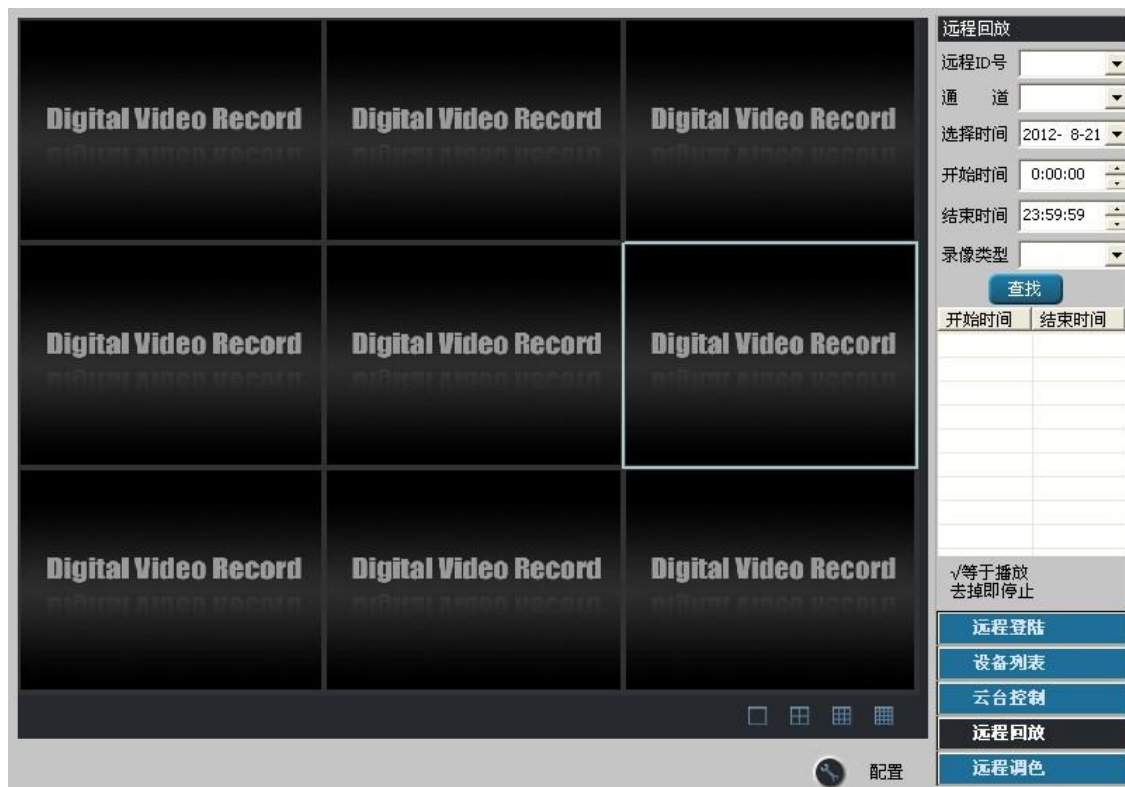 Digital Video Record
Digital Video Record
Digital Video Record
Digital Video Record
Digital Video Record
Digital Video Record
Digital Video Record
Digital Video Record
Digital Video Record
配置
远程回放
远程ID号
通 道
选择时间 2012- 8-21
开始时间 0:00:00
结束时间 23:59:59
录像类型
查找
开始时间 结束时间
√等于播放
去掉即停止
远程登陆
设备列表
云台控制
远程回放
远程调色